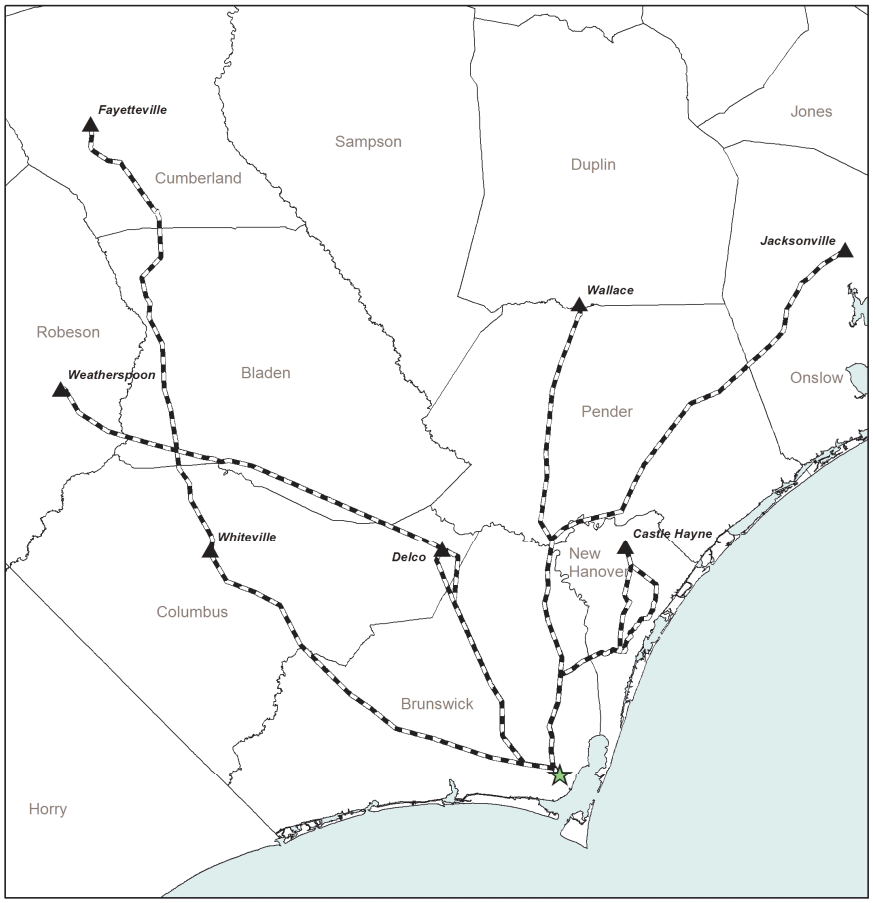 Fayetteville
Jones
Sampson
Duplin
Cumberland
Jacksonville
Wallace
Robeson
Weatherspoon
Bladen
Onslow
Pender
Whiteville
Castle Hayne
Delco
New
Hanover
Columbus
Brunswick
Horry